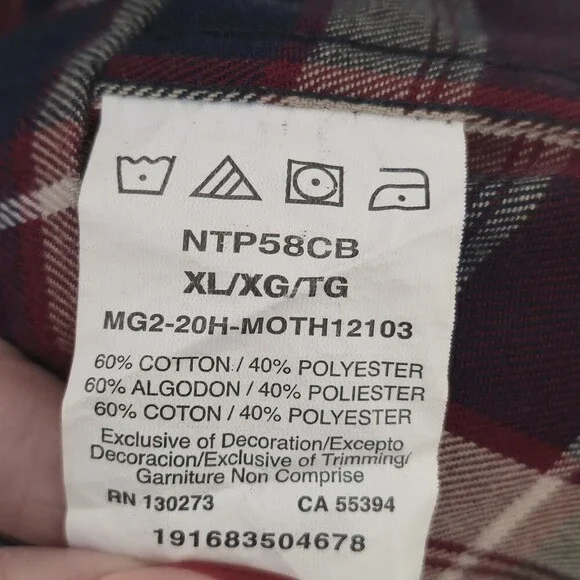 NTP58CB
XL/XG/TG
MG2-20H-MOTH12103
60% COTTON / 40% POLYESTER
60% ALGODON / 40% POLIESTER
60% COTON / 40% POLYESTER
Exclusive of Decoration/Excepto
Decoracion/Exclusive of Trimming/
Garniture Non Comprise
RN 130273 CA 55394
191683504678